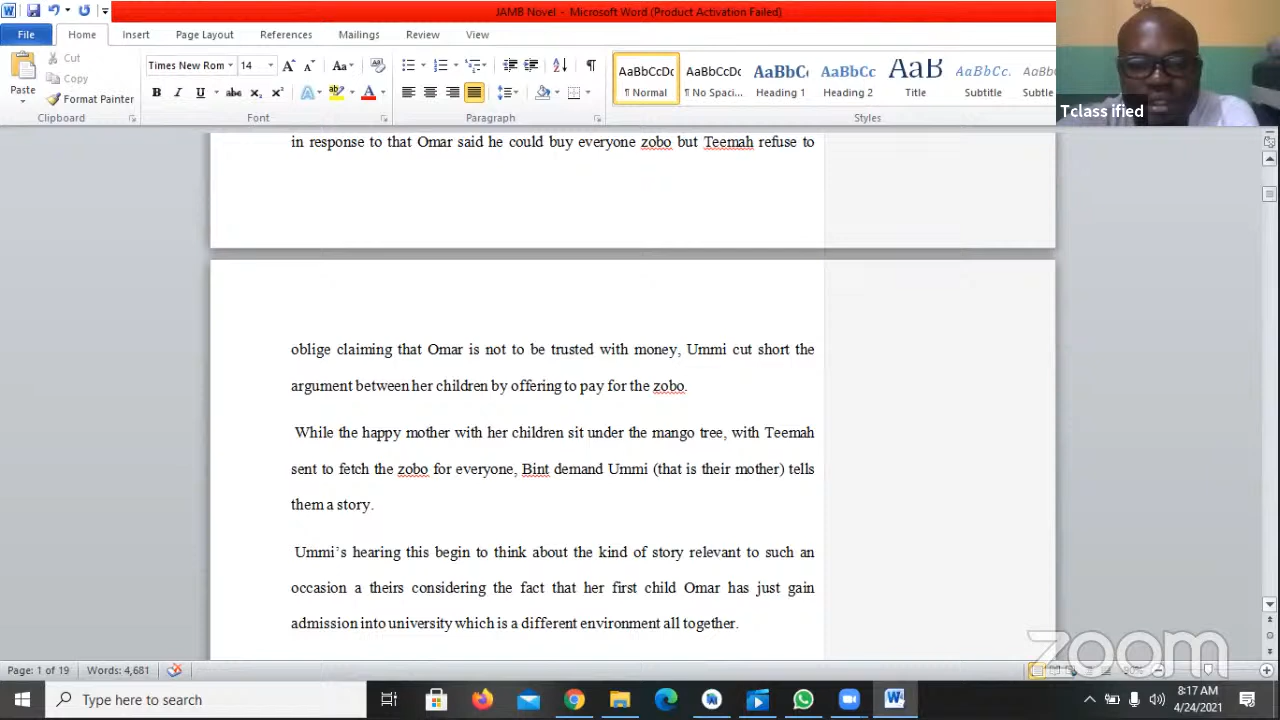 JAMB Novel - Microsoft Word (Product Activation Failed)
File Home Insert Page Layout References Mailings Review View
Paste
Cut
Copy
Format Painter
Clipboard
Times New Rom 14
Font
Paragraph
AaBbCcDc
¶ Normal
AaBbCcDc
¶ No Spaci...
AaBbC
Heading 1
AaBbCc
Heading 2
AaB
Title
AaBbCc.
Subtitle
AaBbCc
Subtle
Styles
Tclass ified
in response to that Omar said he could buy everyone zobo but Teemah refuse to
oblige claiming that Omar is not to be trusted with money, Ummi cut short the
argument between her children by offering to pay for the zobo.
While the happy mother with her children sit under the mango tree, with Teemah
sent to fetch the zobo for everyone, Bint demand Ummi (that is their mother) tells
them a story.
Ummi's hearing this begin to think about the kind of story relevant to such an
occasion a theirs considering the fact that her first child Omar has just gain
admission into university which is a different environment all together.
zoom
Page: 1 of 19 Words: 4,681
Type here to search
8:17 AM
4/24/2021